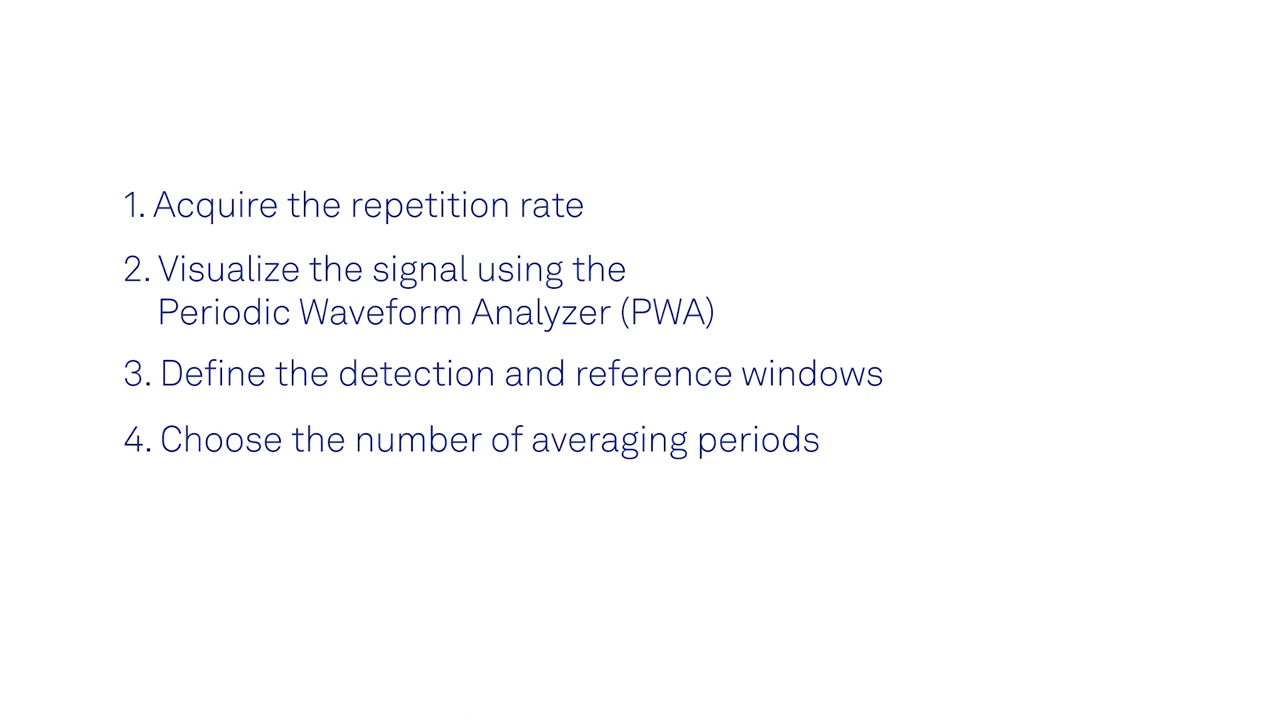 1. Acquire the repetition rate
2. Visualize the signal using the
Periodic Waveform Analyzer (PWA)
3. Define the detection and reference windows
4. Choose the number of averaging periods